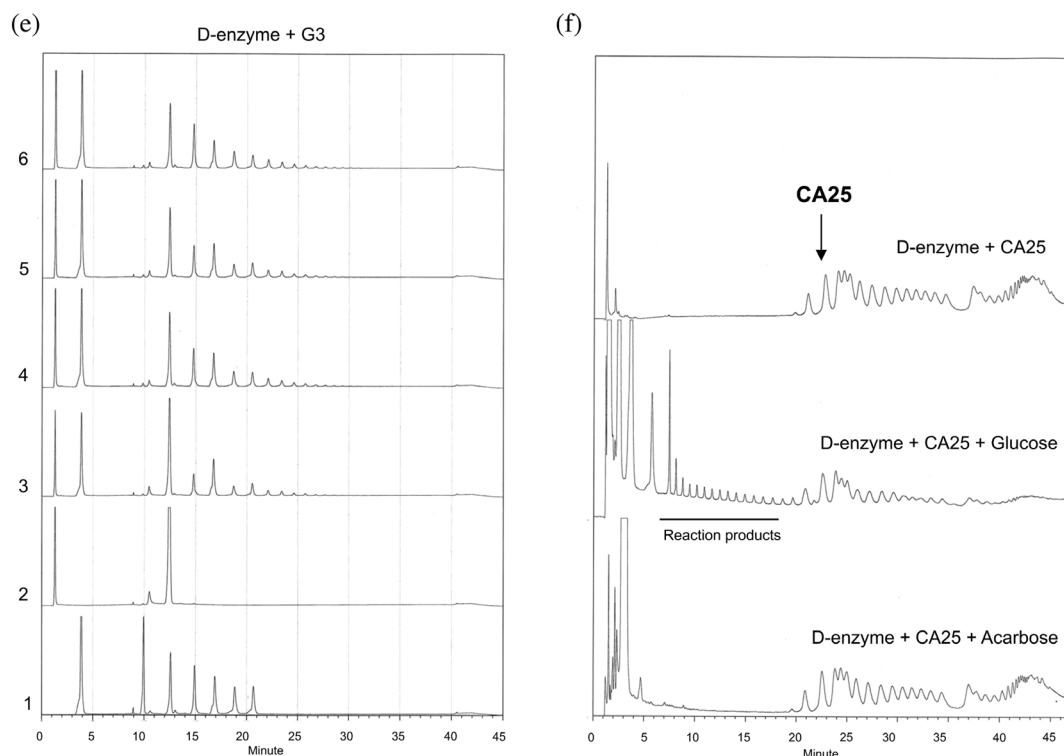 (e)
D-enzyme + G3
6
5
4
3
2
1
0 5 10 15 20 25 30 35 40 45
Minute
(f)
CA25
D-enzyme + CA25
D-enzyme + CA25 + Glucose
Reaction products
D-enzyme + CA25 + Acarbose
0 5 10 15 20 25 30 35 40 45
Minute